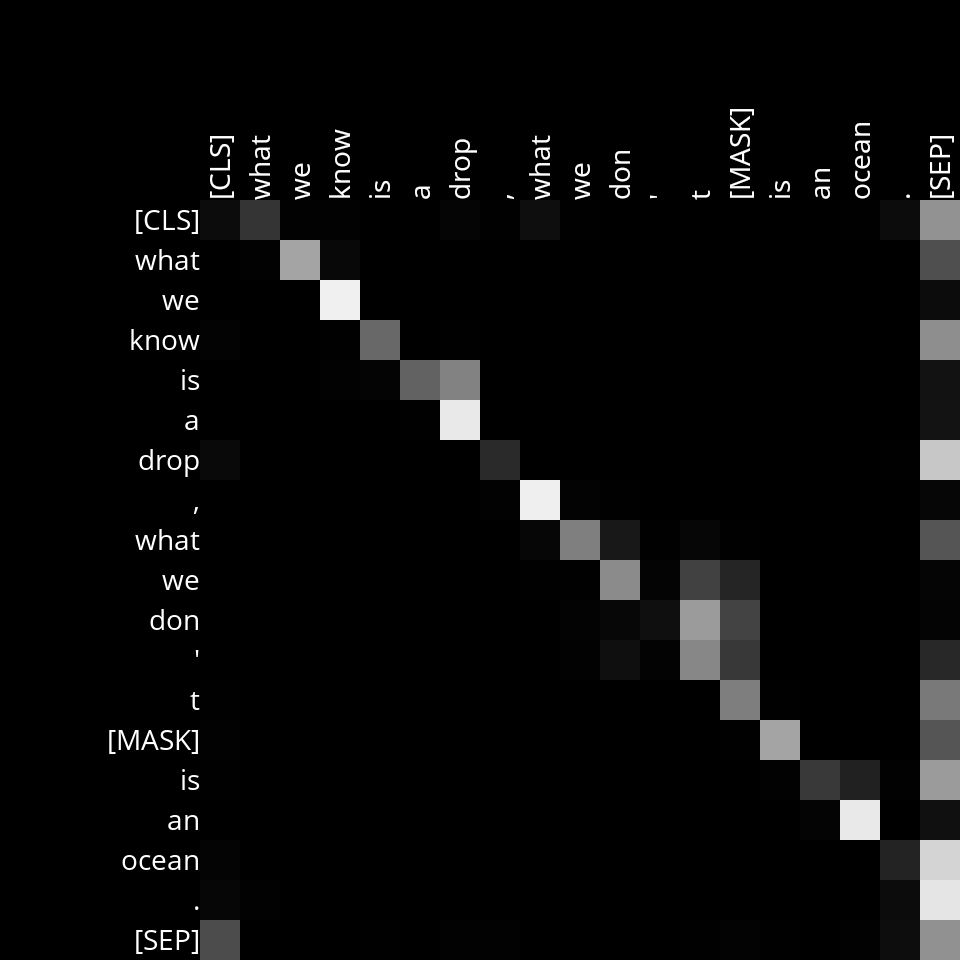 [CLS] what we know is a drop , what we don ' t [MASK] is an ocean . [SEP]
[CLS]
what
we
know
is
a
drop
,
what
we
don
'
t
[MASK]
is
an
ocean
.
[SEP]